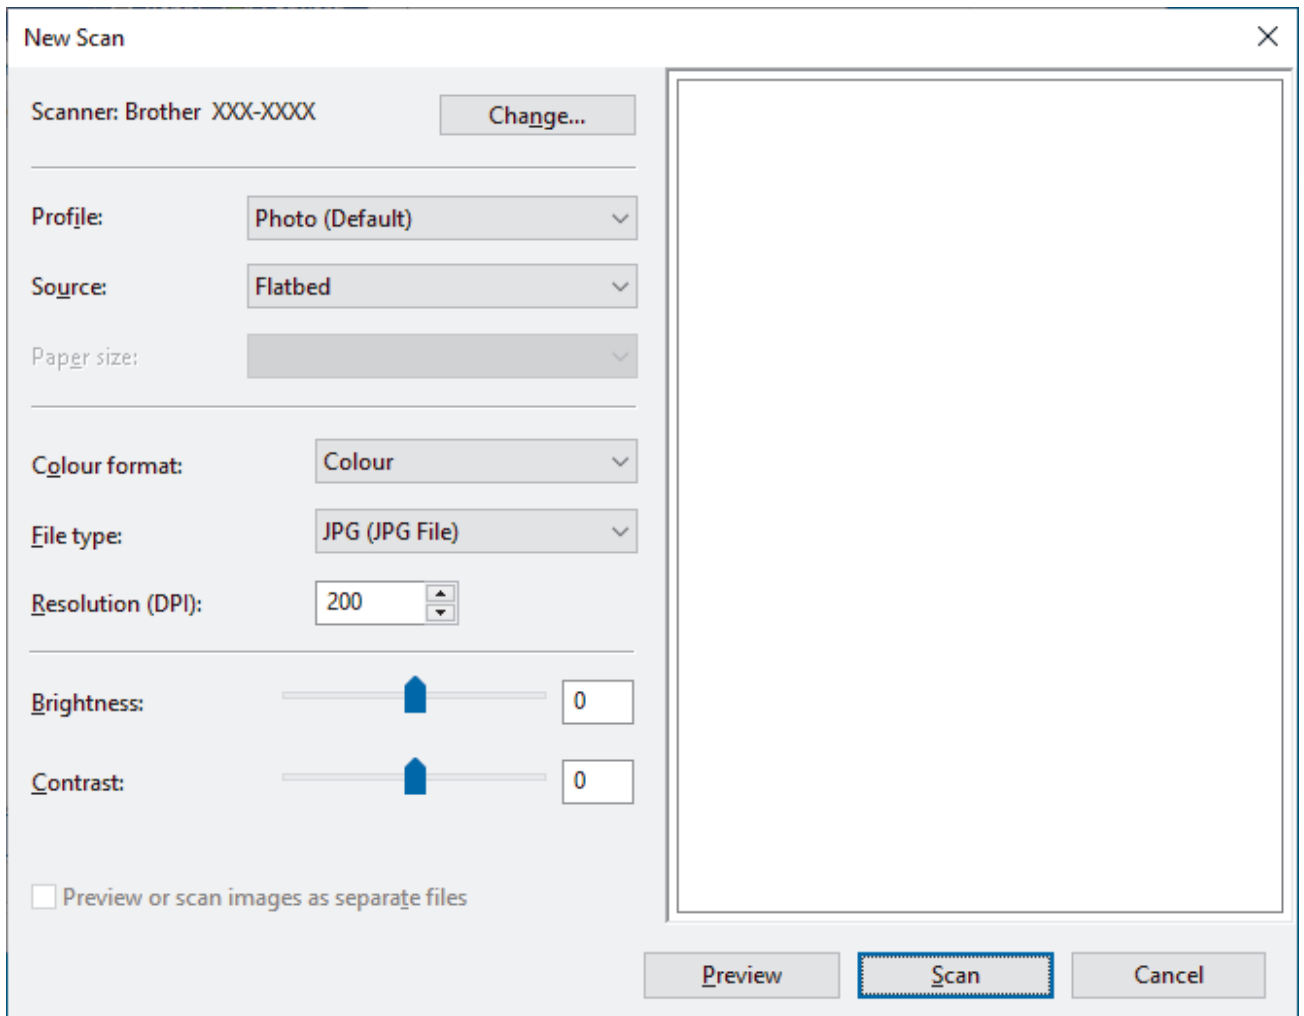 New Scan
Scanner: Brother XXX-XXXX
Change...
Profile:
Photo (Default)
Source:
Flatbed
Paper size:
Colour format:
Colour
File type:
JPG (JPG File)
Resolution (DPI):
200
Brightness:
0
Contrast:
0
Preview or scan images as separate files
Preview
Scan
Cancel